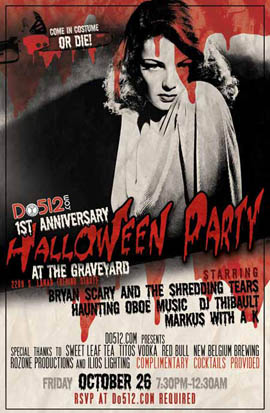 COME IN COSTUME
OR DIE!
Do512.com
1ST ANNIVERSARY
HALLOWEEN PARTY
AT THE GRAVEYARD
2209 S. LAMAR (BEHIND
STARRING
BRYAN SCARY AND THE SHREDDING TEARS
HAUNTING OBOE MUSIC DJ THIBAULT
MARKUS WITH A K
DO512.COM PRESENTS
SPECIAL THANKS TO SWEET LEAF TEA TITOS VODKA RED BULL NEW BELGIUM BREWING
ROZONE PRODUCTIONS AND ILIOS LIGHTING COMPLIMENTARY COCKTAILS PROVIDED
FRIDAY OCTOBER 26 7:30PM-12:30AM
RSVP AT Do512.COM REQUIRED